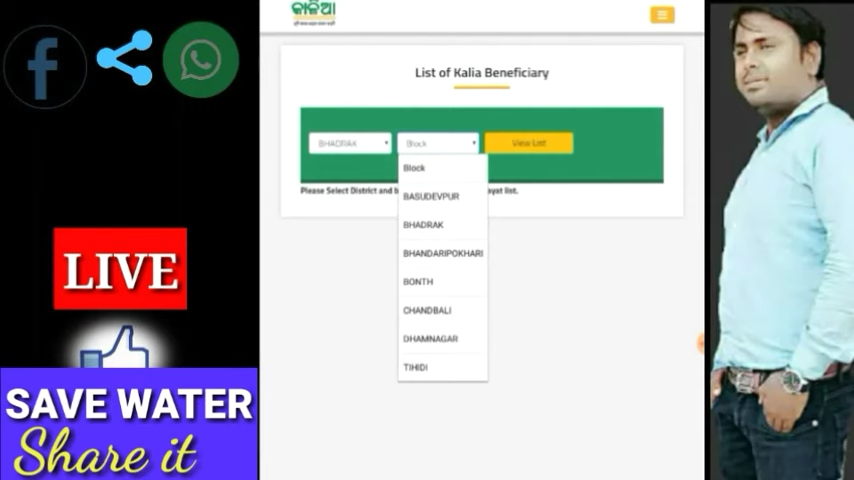 କାଳିଆ
List of Kalia Beneficiary
BHADRAK
Block
View List
Block
BASUDEVPUR
BHADRAK
BHANDARIPOKHARI
BONTH
CHANDBALI
DHAMNAGAR
TIHIDI
Please Select District and b
yat list.
LIVE
SAVE WATER
Share it